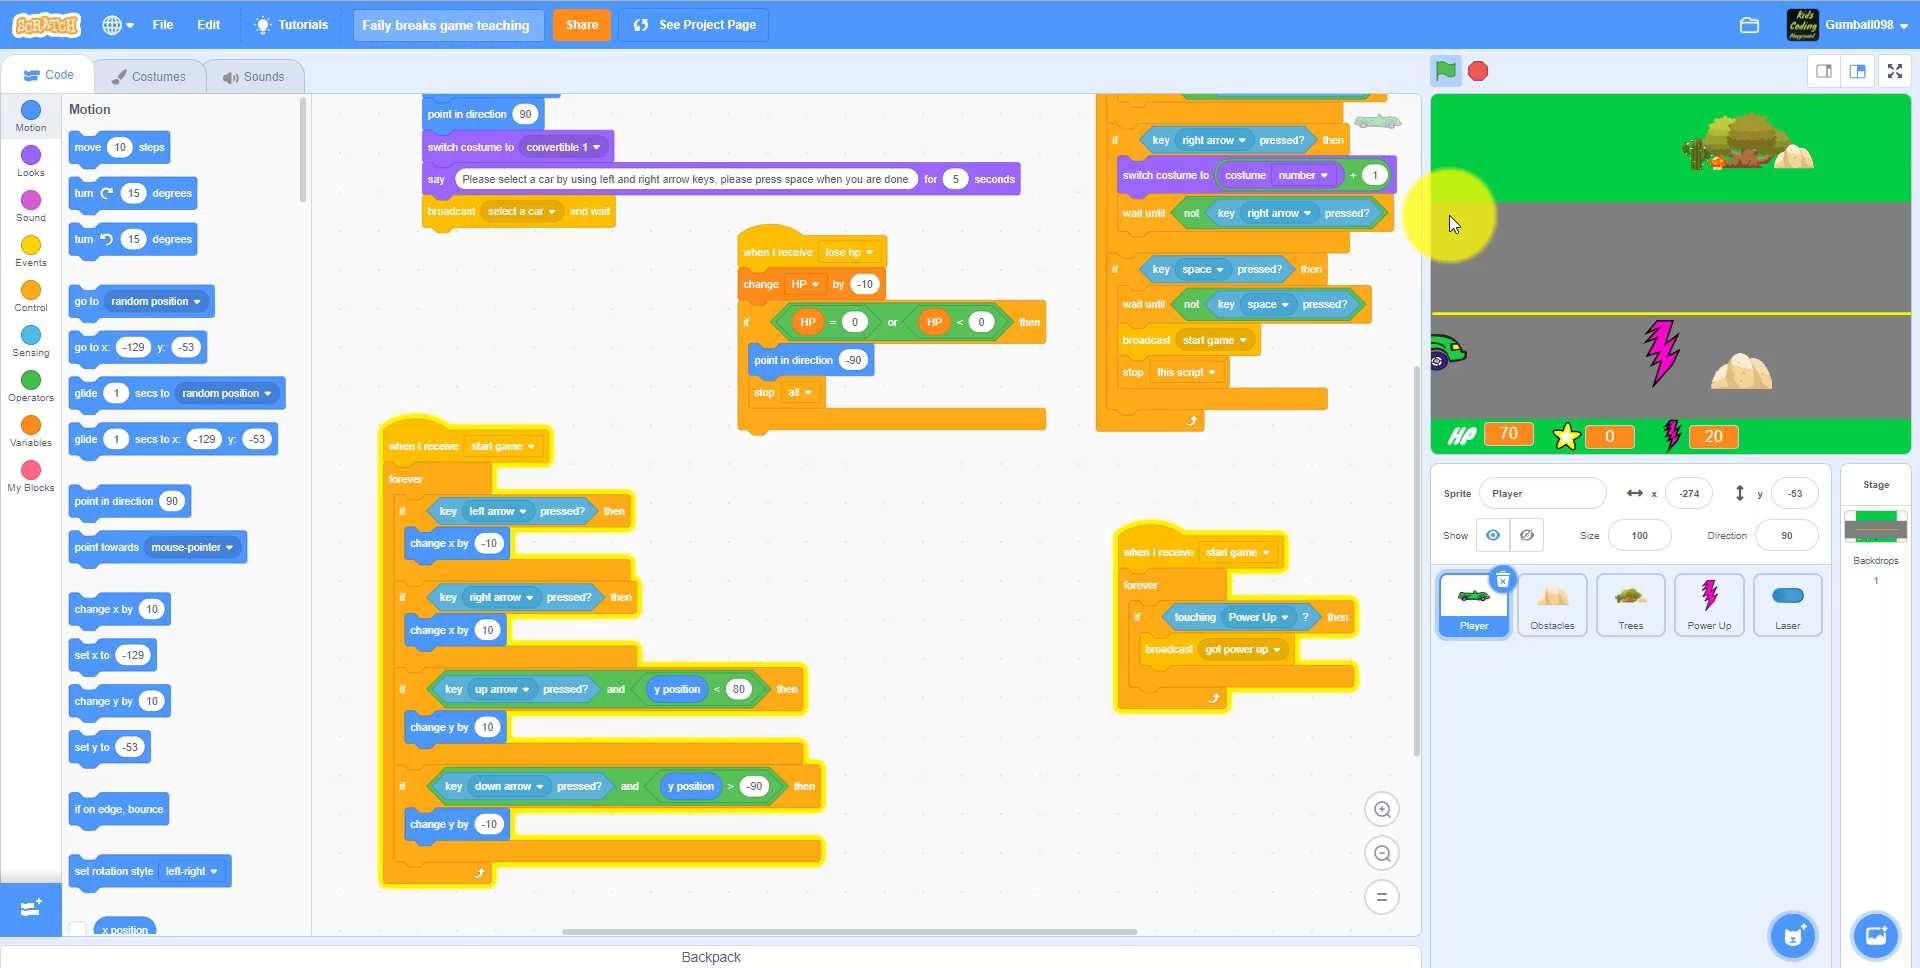 SCRATCH File Edit Tutorials Faily breaks game teaching Share See Project Page Kids Coding Playground Gumball098
Code Costumes Sounds
Motion
Looks
Sound
Events
Control
Sensing
Operators
Variables
My Blocks
Motion
move 10 steps
turn 15 degrees
turn 15 degrees
go to random position
go to x: -129 y: -53
glide 1 secs to random position
glide 1 secs to x: -129 y: -53
point in direction 90
point towards mouse-pointer
change x by 10
set x to -129
change y by 10
set y to -53
if on edge, bounce
set rotation style left-right
x position
point in direction 90
switch costume to convertible 1
say Please select a car by using left and right arrow keys, please press space when you are done. for 5 seconds
broadcast select a car and wait
when I receive lose hp
change HP by -10
if HP = 0 or HP < 0 then
point in direction -90
stop all
if key right arrow pressed? then
switch costume to costume number + 1
wait until not key right arrow pressed?
if key space pressed? then
wait until not key space pressed?
broadcast start game
stop this script
when I receive start game
forever
if key left arrow pressed? then
change x by -10
if key right arrow pressed? then
change x by 10
if key up arrow pressed? and y position < 80 then
change y by 10
if key down arrow pressed? and y position > -90 then
change y by -10
when I receive start game
forever
if touching Power Up ? then
broadcast got power up
HP 70 0 20
Sprite Player x -274 y -53
Show Size 100 Direction 90
Player Obstacles Trees Power Up Laser
Stage
Backdrops
1
Backpack